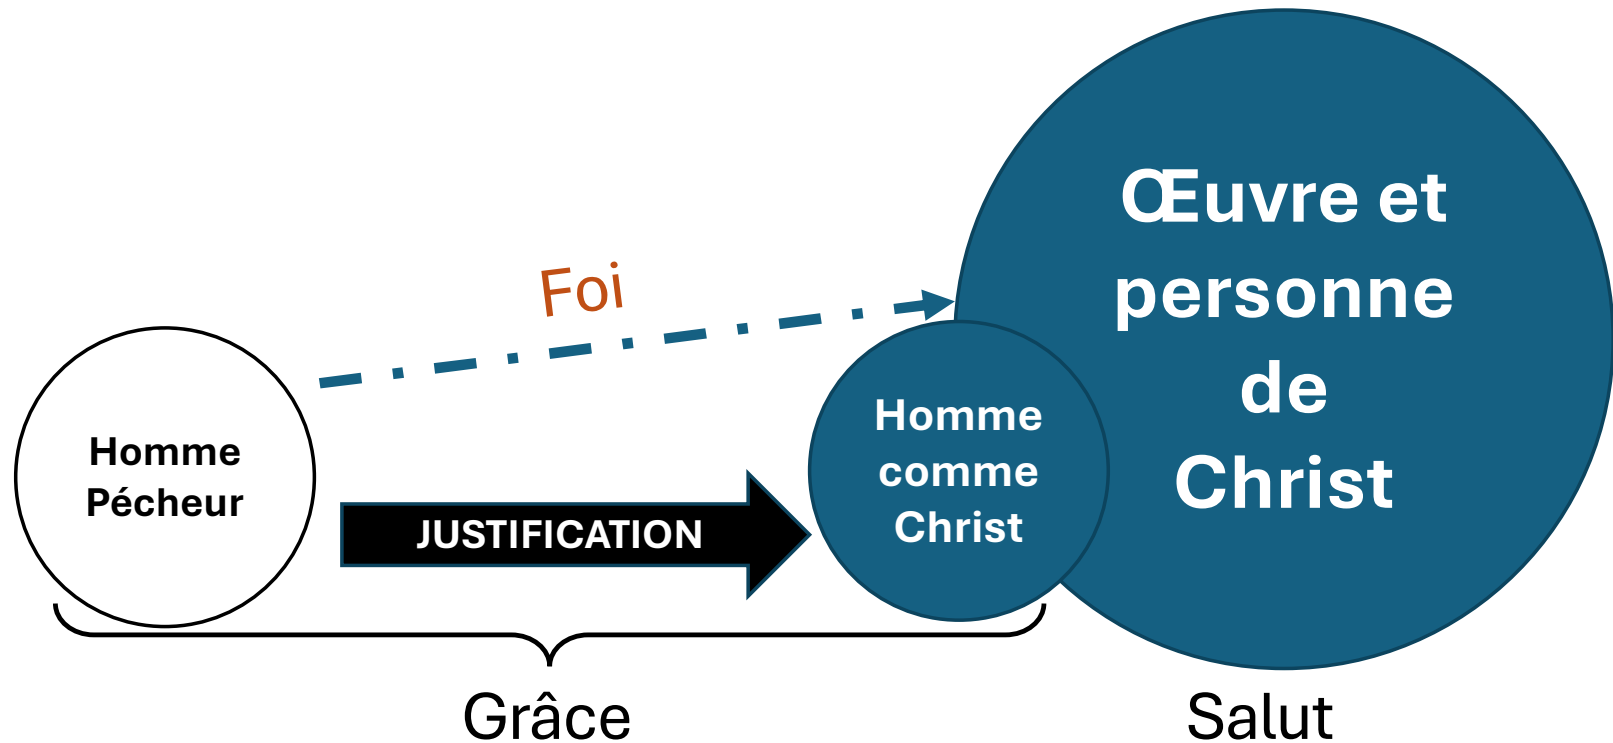 Foi
Homme
Pécheur
JUSTIFICATION
Homme
comme
Christ
Œuvre et
personne
de
Christ
Grâce
Salut